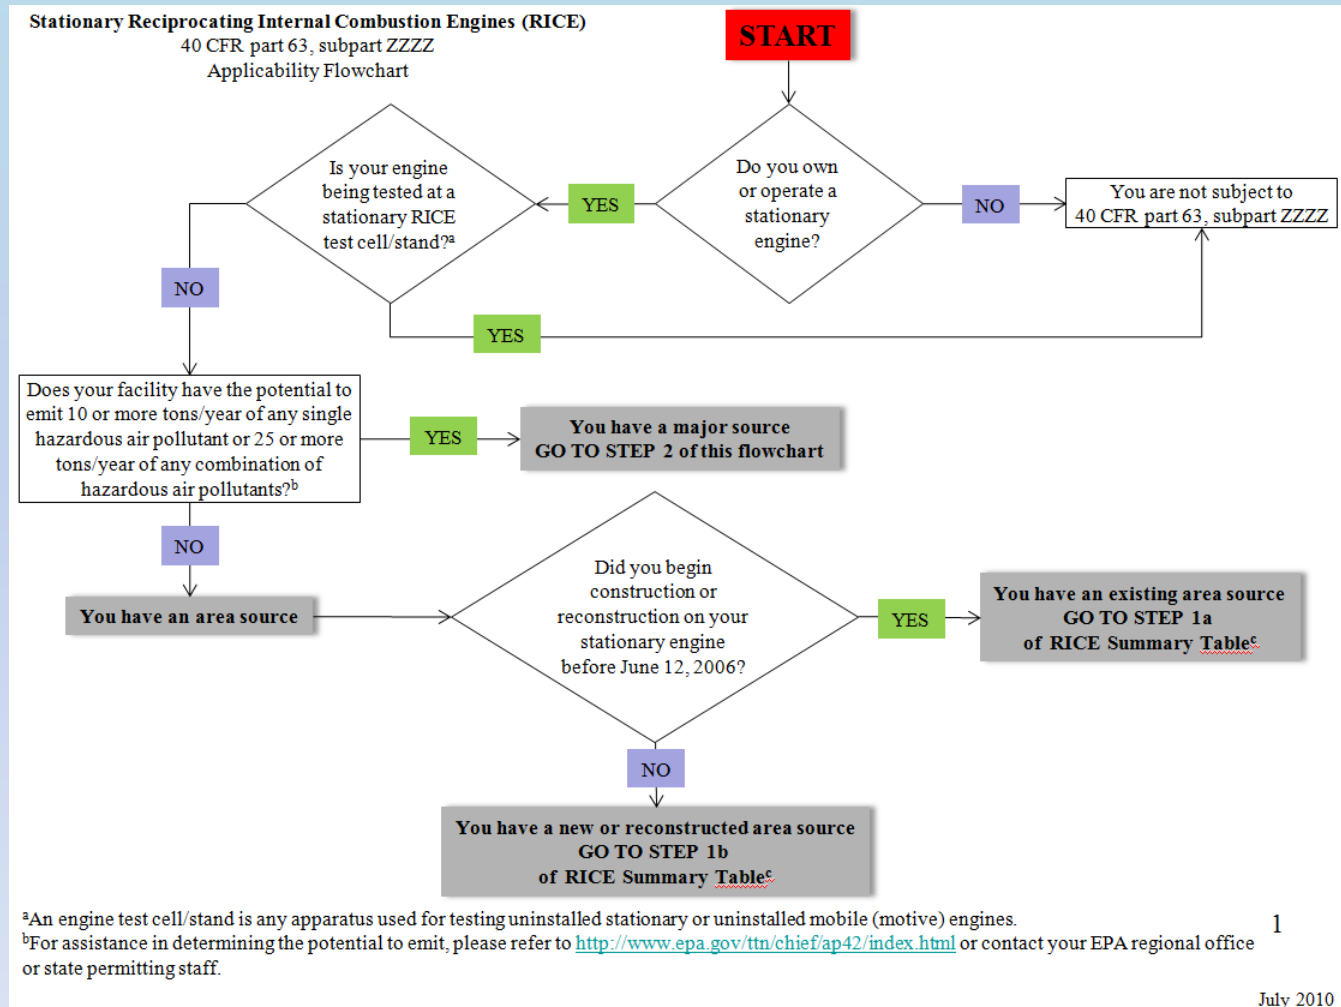 Stationary Reciprocating Internal Combustion Engines (RICE)
40 CFR part 63, subpart ZZZZ
Applicability Flowchart
START
Do you own
or operate a
stationary
engine?
YES
NO
You are not subject to
40 CFR part 63, subpart ZZZZ
Is your engine
being tested at a
stationary RICE
test cell/stand?ᵃ
NO
YES
Does your facility have the potential to
emit 10 or more tons/year of any single
hazardous air pollutant or 25 or more
tons/year of any combination of
hazardous air pollutants?ᵇ
YES
You have a major source
GO TO STEP 2 of this flowchart
NO
You have an area source
Did you begin
construction or
reconstruction on your
stationary engine
before June 12, 2006?
YES
You have an existing area source
GO TO STEP 1a
of RICE Summary Tableᶜ
NO
You have a new or reconstructed area source
GO TO STEP 1b
of RICE Summary Tableᶜ
ᵃAn engine test cell/stand is any apparatus used for testing uninstalled stationary or uninstalled mobile (motive) engines.
ᵇFor assistance in determining the potential to emit, please refer to http://www.epa.gov/ttn/chief/ap42/index.html or contact your EPA regional office
or state permitting staff.
1
July 2010